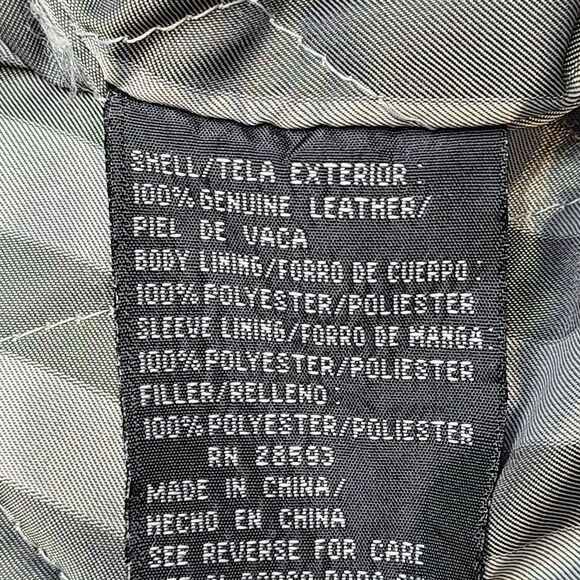 SHELL/TELA EXTERIOR:
100% GENUINE LEATHER/
PIEL DE VACA
BODY LINING/FORRO DE CUERPO:
100% POLYESTER/POLIESTER
SLEEVE LINING/FORRO DE MANGA:
100% POLYESTER/POLIESTER
FILLER/RELLENO:
100% POLYESTER/POLIESTER
RN 28593
MADE IN CHINA/
HECHO EN CHINA
SEE REVERSE FOR CARE